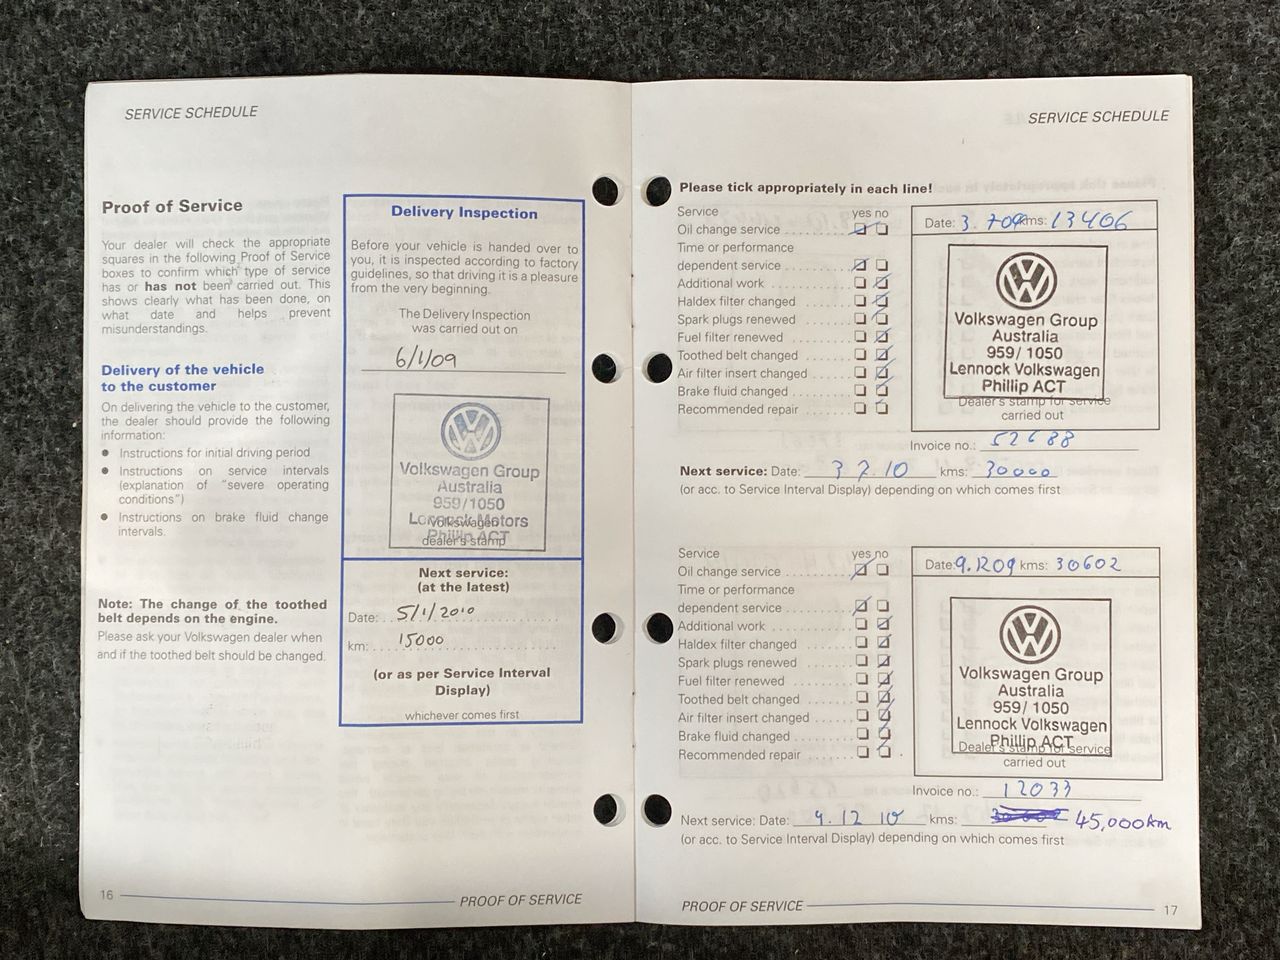 SERVICE SCHEDULE
Proof of Service
Your dealer will check the appropriate
squares in the following Proof of Service
boxes to confirm which type of service
has or has not been carried out. This
shows clearly what has been done, on
what date and helps prevent
misunderstandings.
Delivery of the vehicle
to the customer
On delivering the vehicle to the customer,
the dealer should provide the following
information:
● Instructions for initial driving period
● Instructions on service intervals
(explanation of "severe operating
conditions")
● Instructions on brake fluid change
intervals.
Note: The change of the toothed
belt depends on the engine.
Please ask your Volkswagen dealer when
and if the toothed belt should be changed.
Delivery Inspection
Before your vehicle is handed over to
you, it is inspected according to factory
guidelines, so that driving it is a pleasure
from the very beginning.
The Delivery Inspection
was carried out on
6/1/09
Volkswagen Group
Australia
959/1050
Lennock Motors
Phillip ACT
Volkswagen
dealer's stamp
Next service:
(at the latest)
Date: 5/1/2010
km: 15000
(or as per Service Interval
Display)
whichever comes first
16
PROOF OF SERVICE
SERVICE SCHEDULE
Please tick appropriately in each line!
Service yes no
Oil change service
Time or performance
dependent service
Additional work
Haldex filter changed
Spark plugs renewed
Fuel filter renewed
Toothed belt changed
Air filter insert changed
Brake fluid changed
Recommended repair
Date: 3. 709 kms: 13406
Volkswagen Group
Australia
959/ 1050
Lennock Volkswagen
Phillip ACT
Dealer's stamp for service
carried out
Invoice no.: 52688
Next service: Date: 3 7.10 kms: 30000
(or acc. to Service Interval Display) depending on which comes first
Service yes no
Oil change service
Time or performance
dependent service
Additional work
Haldex filter changed
Spark plugs renewed
Fuel filter renewed
Toothed belt changed
Air filter insert changed
Brake fluid changed
Recommended repair
Date: 9.1209 kms: 30602
Volkswagen Group
Australia
959/ 1050
Lennock Volkswagen
Phillip ACT
Dealer's stamp for service
carried out
Invoice no.: 12033
Next service: Date: 9. 12 10 kms: 45,000km
(or acc. to Service Interval Display) depending on which comes first
PROOF OF SERVICE
17